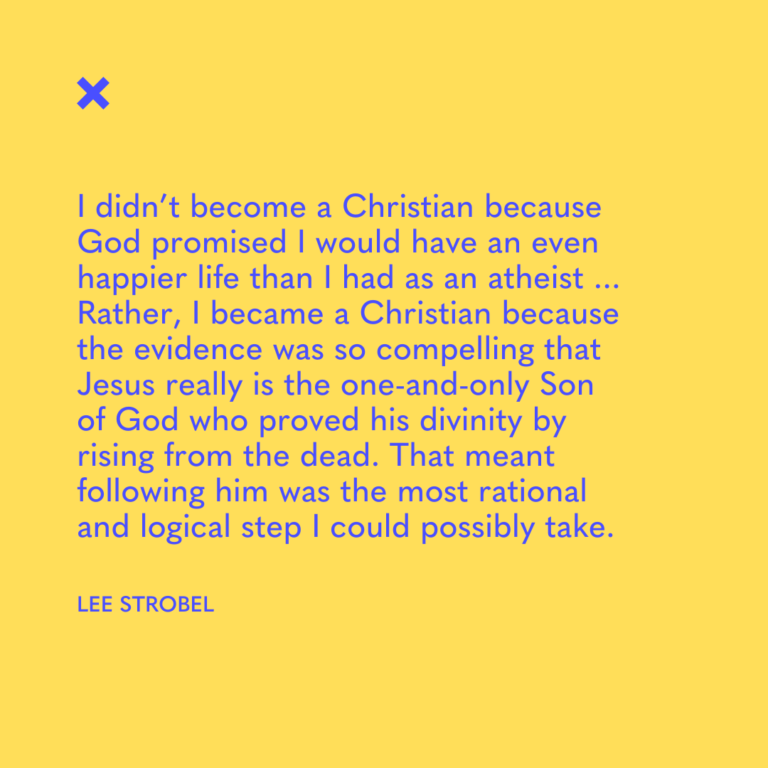 I didn’t become a Christian because
God promised I would have an even
happier life than I had as an atheist ...
Rather, I became a Christian because
the evidence was so compelling that
Jesus really is the one-and-only Son
of God who proved his divinity by
rising from the dead. That meant
following him was the most rational
and logical step I could possibly take.
LEE STROBEL